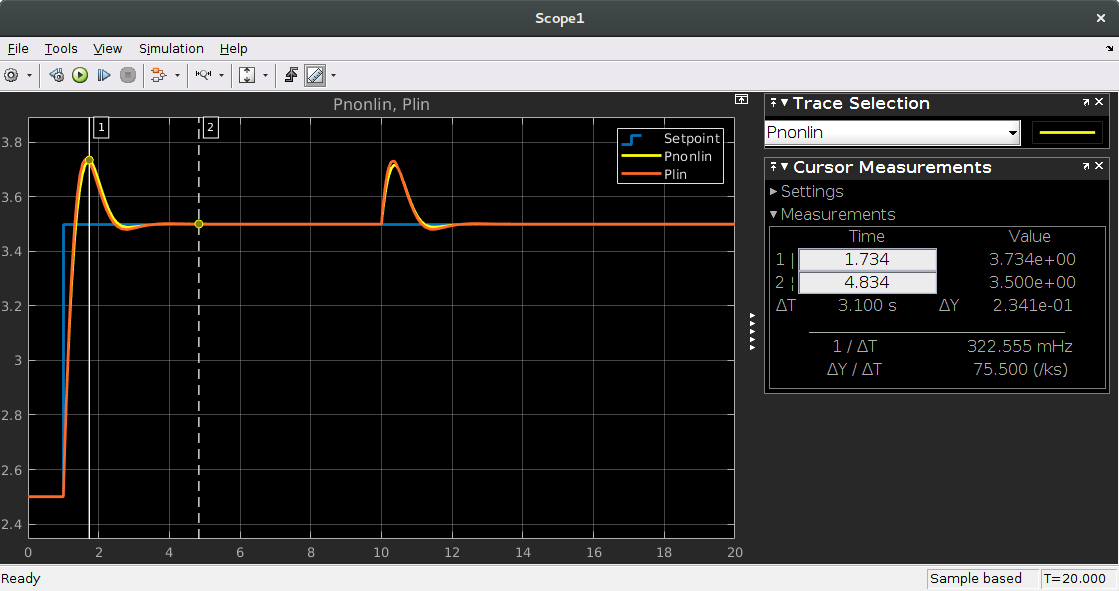 Scope1
File Tools View Simulation Help
Pnonlin, Plin
1
2
Setpoint
Pnonlin
Plin
3.8
3.6
3.4
3.2
3
2.8
2.6
2.4
0 2 4 6 8 10 12 14 16 18 20
Trace Selection
Pnonlin
Cursor Measurements
Settings
Measurements
Time Value
1 | 1.734 3.734e+00
2 ¦ 4.834 3.500e+00
ΔT 3.100 s ΔY 2.341e-01
1 / ΔT 322.555 mHz
ΔY / ΔT 75.500 (/ks)
Ready
Sample based T=20.000